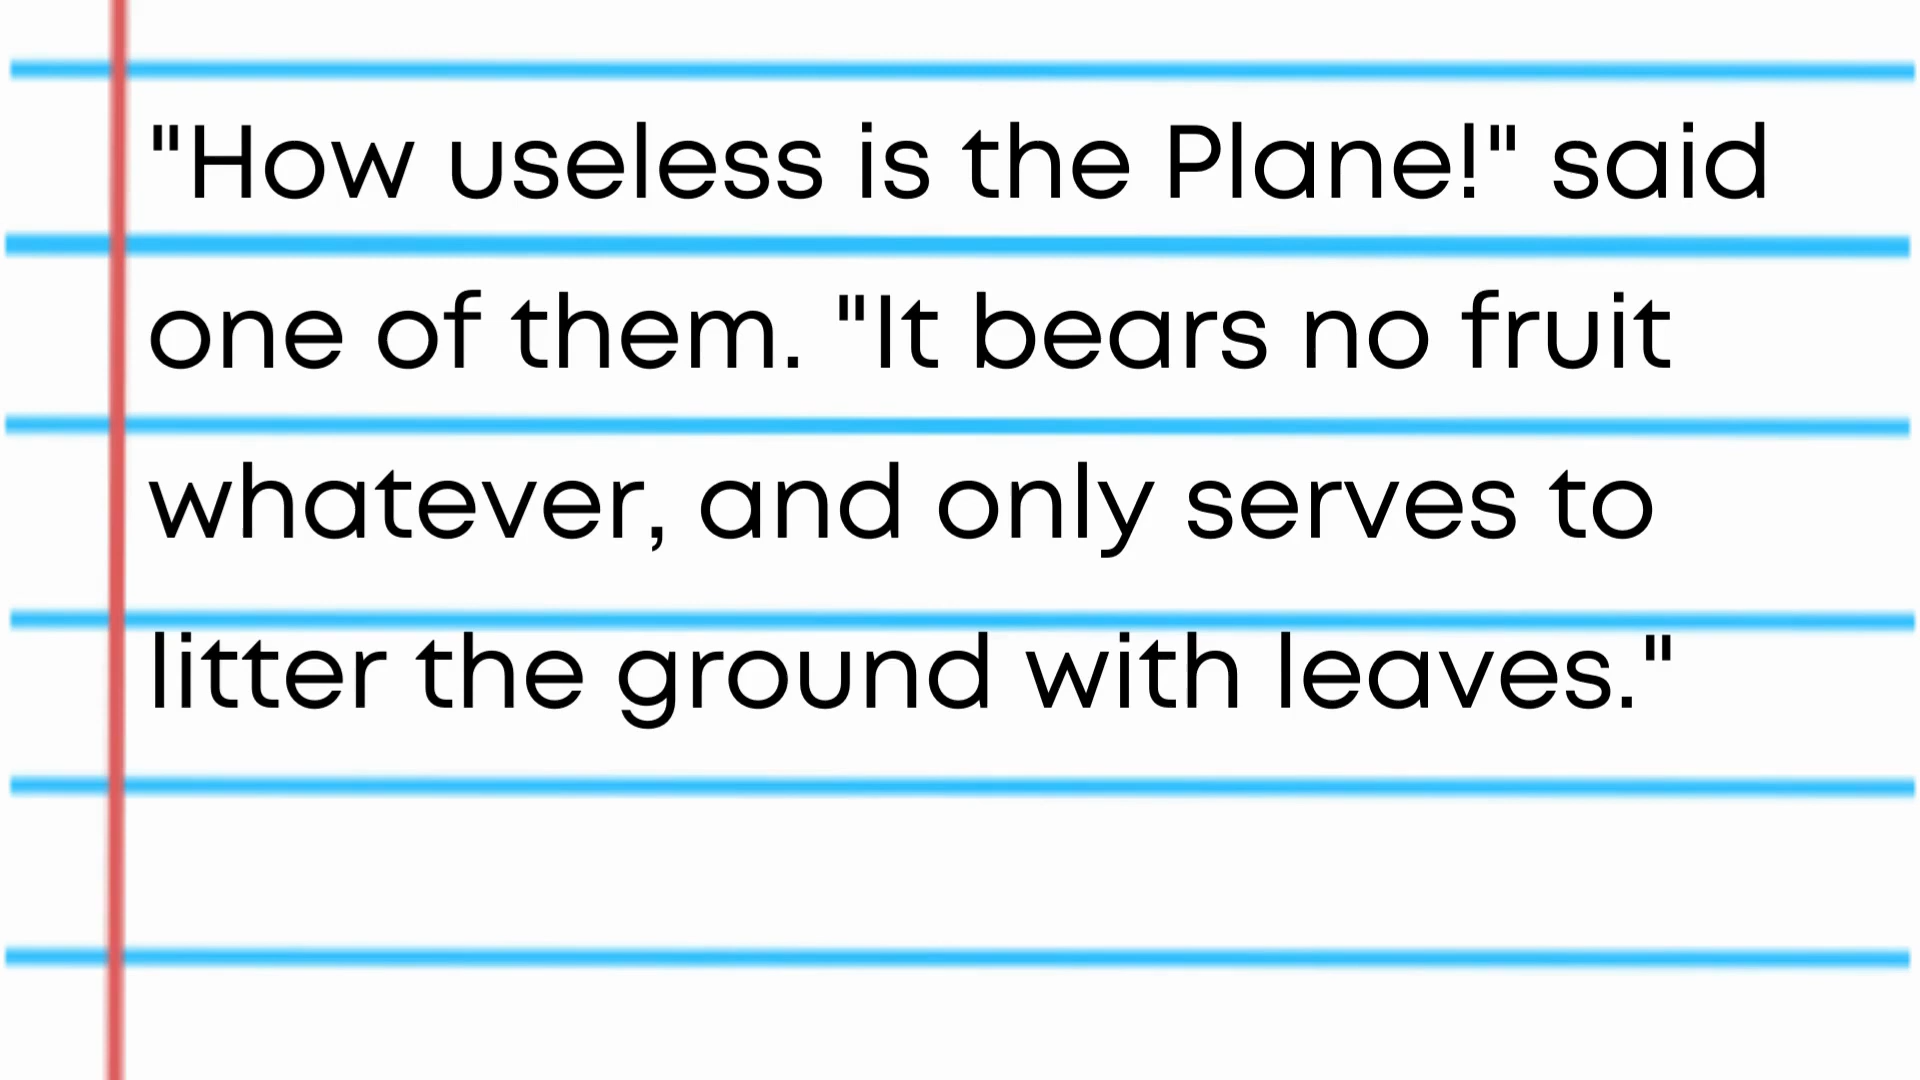 "How useless is the Plane!" said
one of them. "It bears no fruit
whatever, and only serves to
litter the ground with leaves."